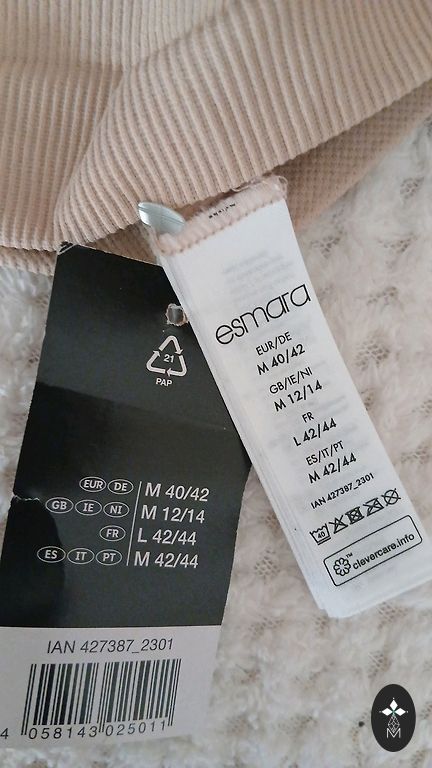 esmara
EUR/DE
M 40/42
GB/IE/NI
M 12/14
FR
L 42/44
ES/IT/PT
M 42/44
IAN 427387_2301
40
clevercare.info
21
PAP
EUR DE M 40/42
GB IE NI M 12/14
FR L 42/44
ES IT PT M 42/44
IAN 427387_2301
4 058143 025011
M